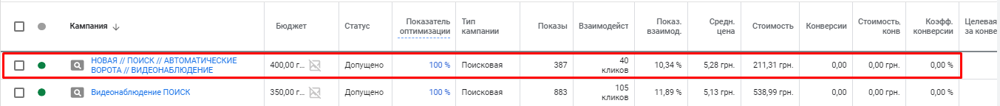 Кампания ↓ Бюджет Статус Показатель оптимизации Тип кампании Показы Взаимодейст Показ. взаимод. Средн. цена Стоимость Конверсии Стоимость, конв Коэфф. конверсии Целевая за конве
НОВАЯ // ПОИСК // АВТОМАТИЧЕСКИЕ
ВОРОТА // ВИДЕОНАБЛЮДЕНИЕ
400,00 г... Допущено 100 % Поисковая 387 40 кликов 10,34 % 5,28 грн. 211,31 грн. 0,00 0,00 грн. 0,00 %
Видеонаблюдение ПОИСК 350,00 г... Допущено 100 % Поисковая 883 105 кликов 11,89 % 5,13 грн. 538,99 грн. 0,00 0,00 грн. 0,00 %